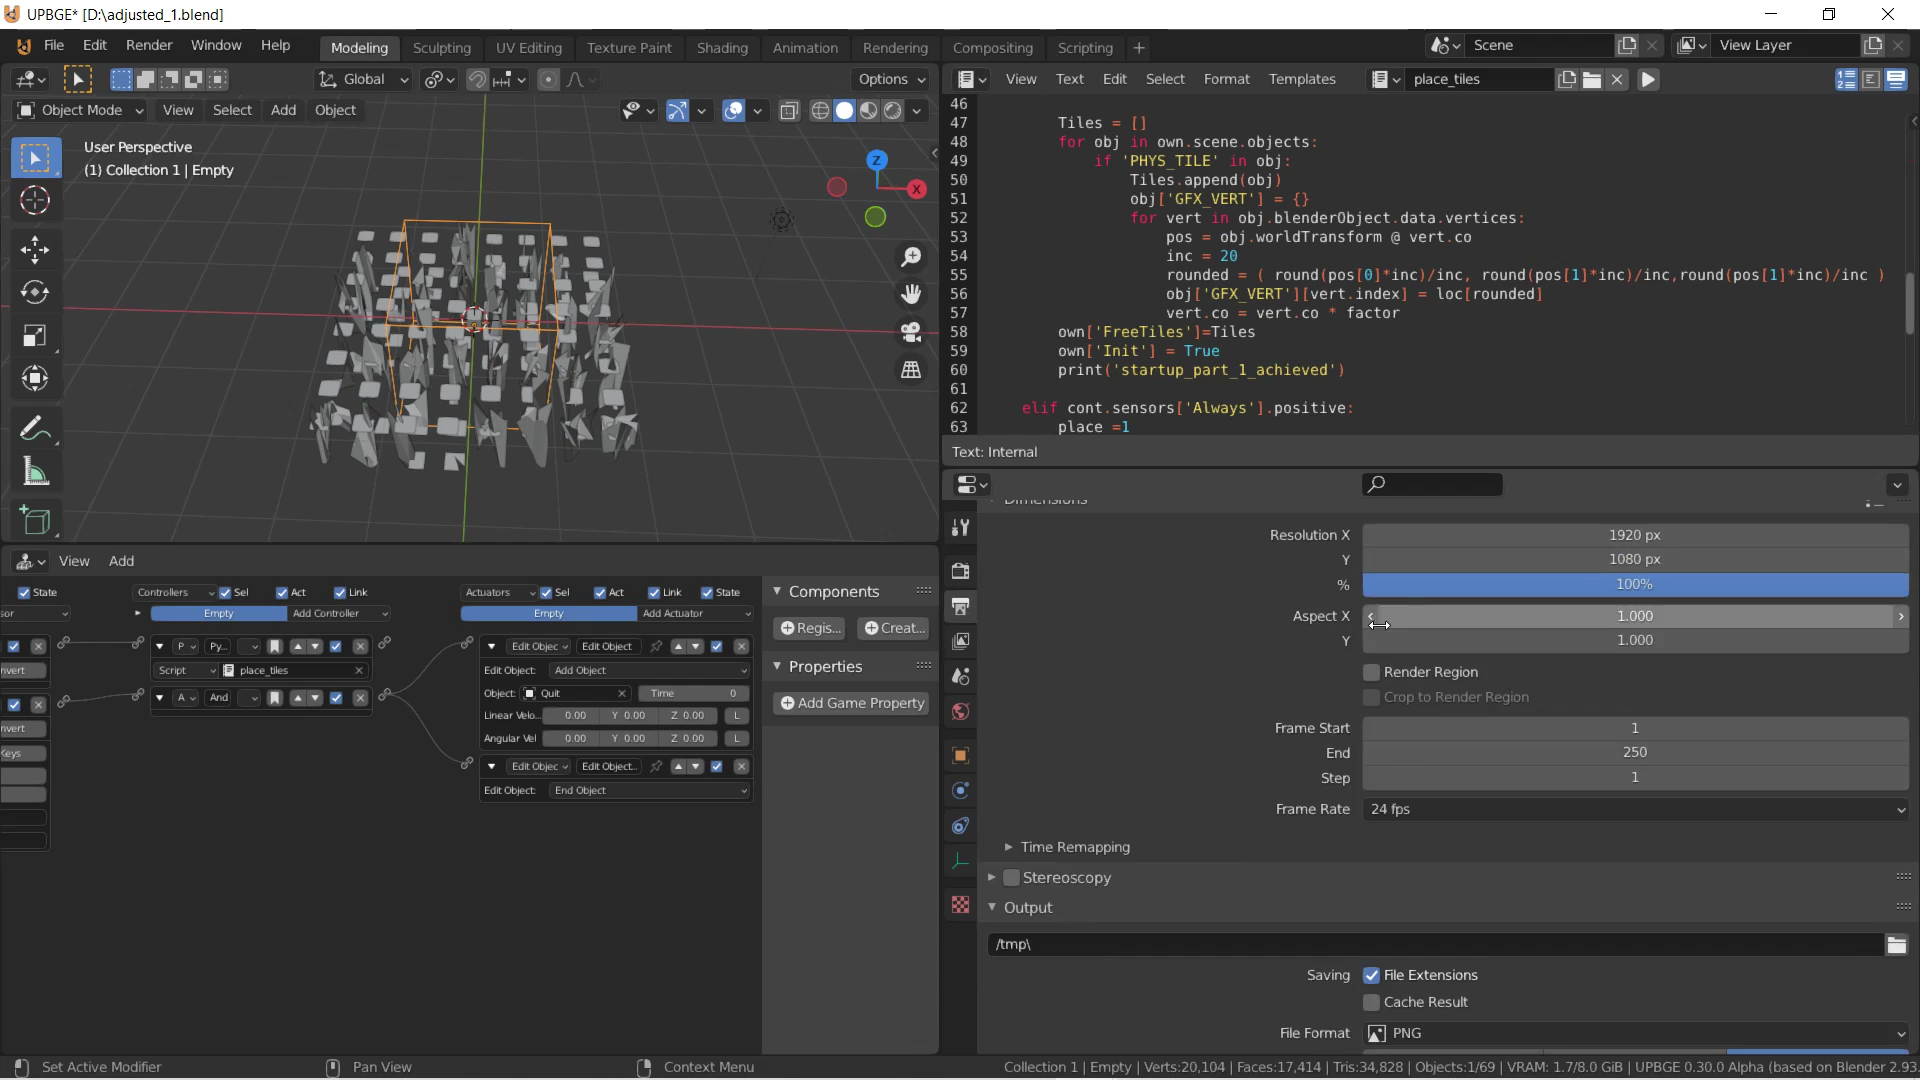 UPBGE* [D:\adjusted_1.blend]
File Edit Render Window Help
Modeling Sculpting UV Editing Texture Paint Shading Animation Rendering Compositing Scripting +
Scene
View Layer
Global
Options
View Text Edit Select Format Templates
place_tiles
Object Mode View Select Add Object
User Perspective
(1) Collection 1 | Empty
Z
X
46
47 Tiles = []
48 for obj in own.scene.objects:
49 if 'PHYS_TILE' in obj:
50 Tiles.append(obj)
51 obj['GFX_VERT'] = {}
52 for vert in obj.blenderObject.data.vertices:
53 pos = obj.worldTransform @ vert.co
54 inc = 20
55 rounded = ( round(pos[0]*inc)/inc, round(pos[1]*inc)/inc,round(pos[1]*inc)/inc )
56 obj['GFX_VERT'][vert.index] = loc[rounded]
57 vert.co = vert.co * factor
58 own['FreeTiles']=Tiles
59 own['Init'] = True
60 print('startup_part_1_achieved')
61
62 elif cont.sensors['Always'].positive:
63 place =1
Text: Internal
Dimensions
Resolution X 1920 px
Y 1080 px
% 100%
Aspect X 1.000
Y 1.000
Render Region
Crop to Render Region
Frame Start 1
End 250
Step 1
Frame Rate 24 fps
Time Remapping
Stereoscopy
Output
/tmp\
Saving File Extensions
Cache Result
File Format PNG
View Add
State Controllers Sel Act Link Actuators Sel Act Link State
sor Empty Add Controller Empty Add Actuator
P Py... Edit Objec Edit Object
nvert Script place_tiles Edit Object: Add Object
Object: Quit Time 0
A And
nvert Linear Velo... 0.00 Y 0.00 Z 0.00 L
Keys Angular Vel 0.00 Y 0.00 Z 0.00 L
Edit Objec Edit Object..
Edit Object: End Object
Components
Regis... Creat...
Properties
Add Game Property
Set Active Modifier Pan View Context Menu
Collection 1 | Empty | Verts:20,104 | Faces:17,414 | Tris:34,828 | Objects:1/69 | VRAM: 1.7/8.0 GiB | UPBGE 0.30.0 Alpha (based on Blender 2.93.